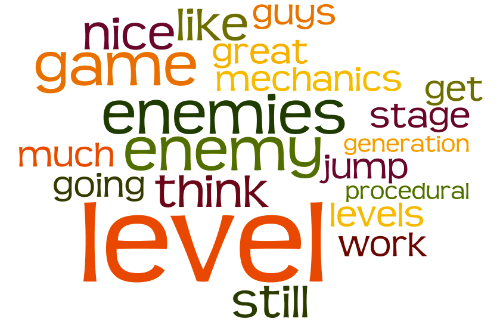 guys
nice like
great
game
mechanics
get
enemies
stage
enemy
generation
much
jump
going think
procedural
level
levels
work
still